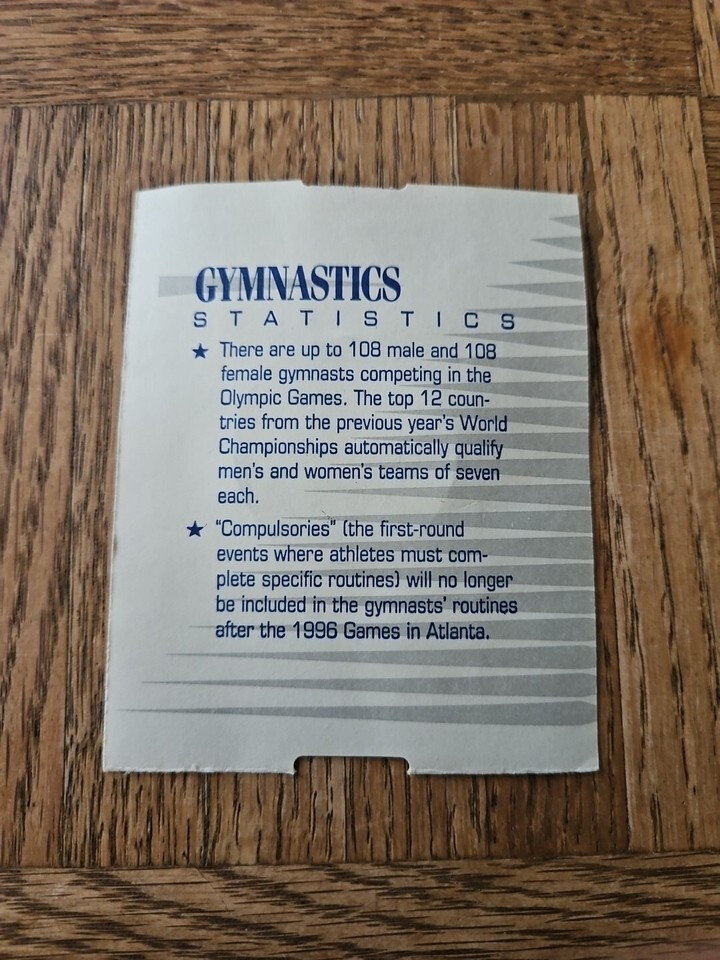 GYMNASTICS
STATISTICS
★ There are up to 108 male and 108
female gymnasts competing in the
Olympic Games. The top 12 coun-
tries from the previous year's World
Championships automatically qualify
men's and women's teams of seven
each.
★ "Compulsories" (the first-round
events where athletes must com-
plete specific routines) will no longer
be included in the gymnasts' routines
after the 1996 Games in Atlanta.